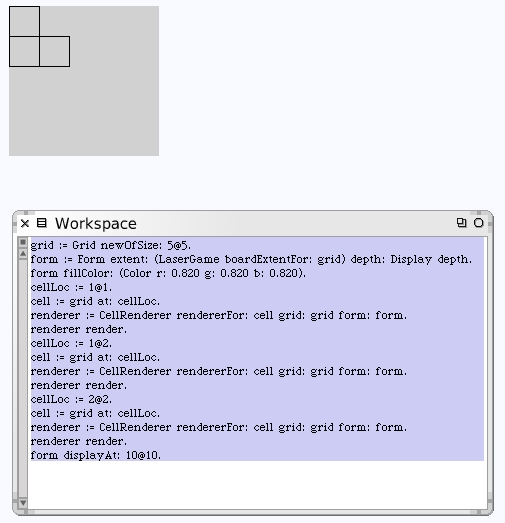 Workspace
grid := Grid newOfSize: 5@5.
form := Form extent: (LaserGame boardExtentFor: grid) depth: Display depth.
form fillColor: (Color r: 0.820 g: 0.820 b: 0.820).
cellLoc := 1@1.
cell := grid at: cellLoc.
renderer := CellRenderer rendererFor: cell grid: grid form: form.
renderer render.
cellLoc := 1@2.
cell := grid at: cellLoc.
renderer := CellRenderer rendererFor: cell grid: grid form: form.
renderer render.
cellLoc := 2@2.
cell := grid at: cellLoc.
renderer := CellRenderer rendererFor: cell grid: grid form: form.
renderer render.
form displayAt: 10@10.